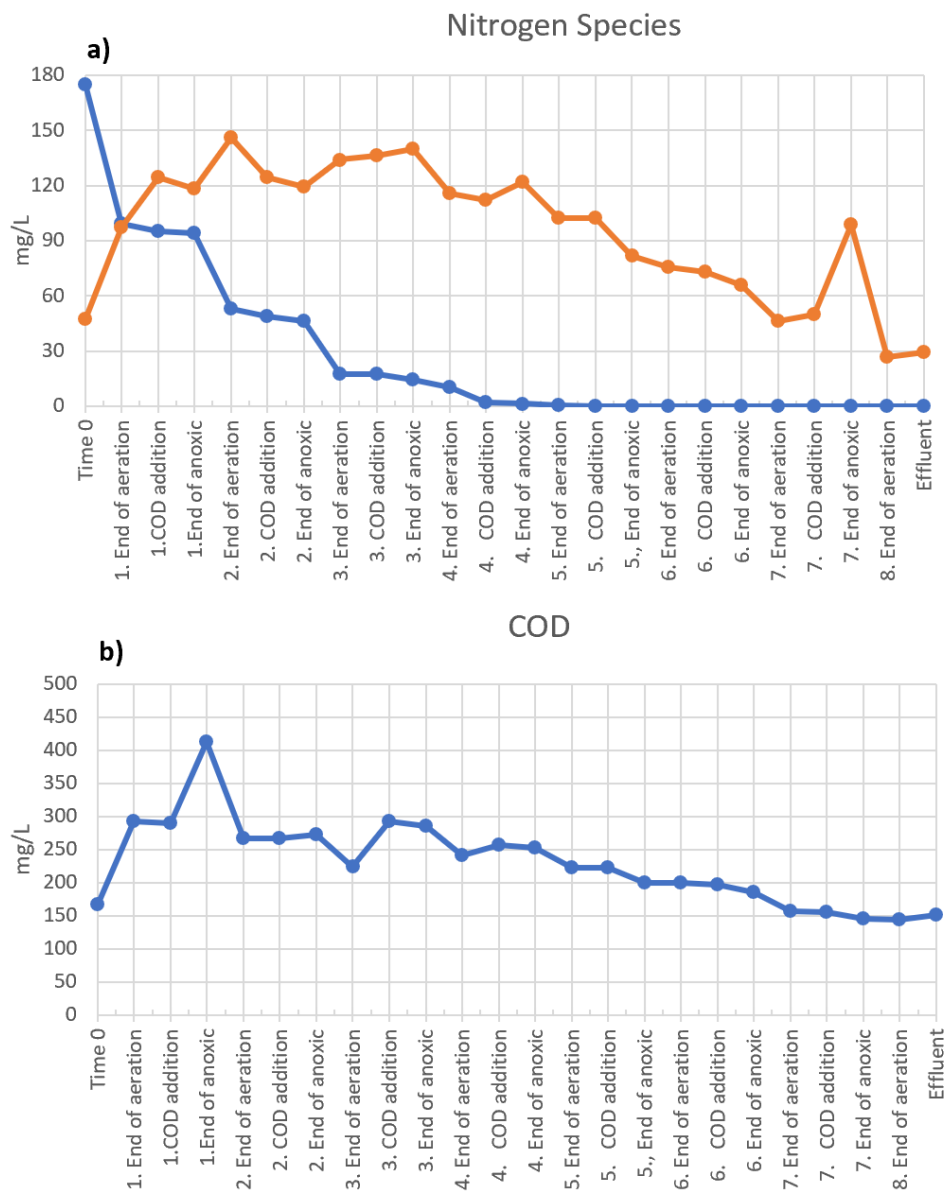 Nitrogen Species
a)
180
150
120
90
60
30
0
mg/L
Time 0
1. End of aeration
1.COD addition
1.End of anoxic
2. End of aeration
2. COD addition
2. End of anoxic
3. End of aeration
3. COD addition
3. End of anoxic
4. End of aeration
4. COD addition
4. End of anoxic
5. End of aeration
5. COD addition
5., End of anoxic
6. End of aeration
6. COD addition
6. End of anoxic
7. End of aeration
7. COD addition
7. End of anoxic
8. End of aeration
Effluent
COD
b)
500
450
400
350
300
250
200
150
100
50
0
mg/L
Time 0
1. End of aeration
1.COD addition
1.End of anoxic
2. End of aeration
2. COD addition
2. End of anoxic
3. End of aeration
3. COD addition
3. End of anoxic
4. End of aeration
4. COD addition
4. End of anoxic
5. End of aeration
5. COD addition
5., End of anoxic
6. End of aeration
6. COD addition
6. End of anoxic
7. End of aeration
7. COD addition
7. End of anoxic
8. End of aeration
Effluent